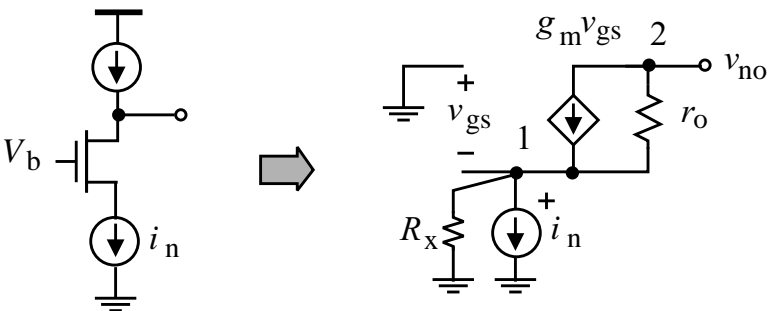 V_b
i_n
g_m v_gs
2
v_no
+
v_gs
−
1
r_o
R_x
+
i_n